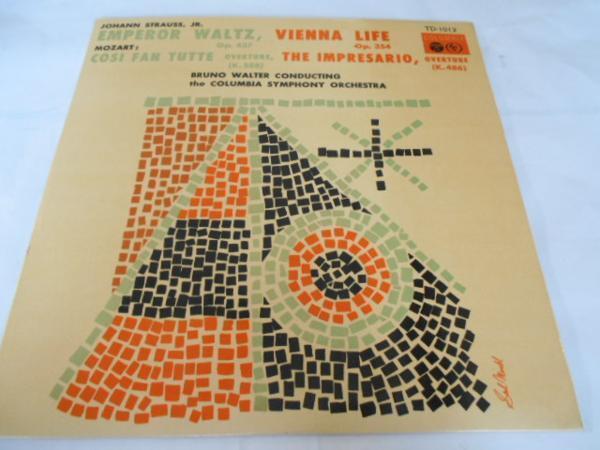 JOHANN STRAUSS, JR.
EMPEROR WALTZ, VIENNA LIFE
Op. 437 Op. 354
MOZART:
COSI FAN TUTTE OVERTURE, THE IMPRESARIO, OVERTURE
(K. 588) (K. 486)
BRUNO WALTER CONDUCTING
the COLUMBIA SYMPHONY ORCHESTRA
TD-1012
COLUMBIA